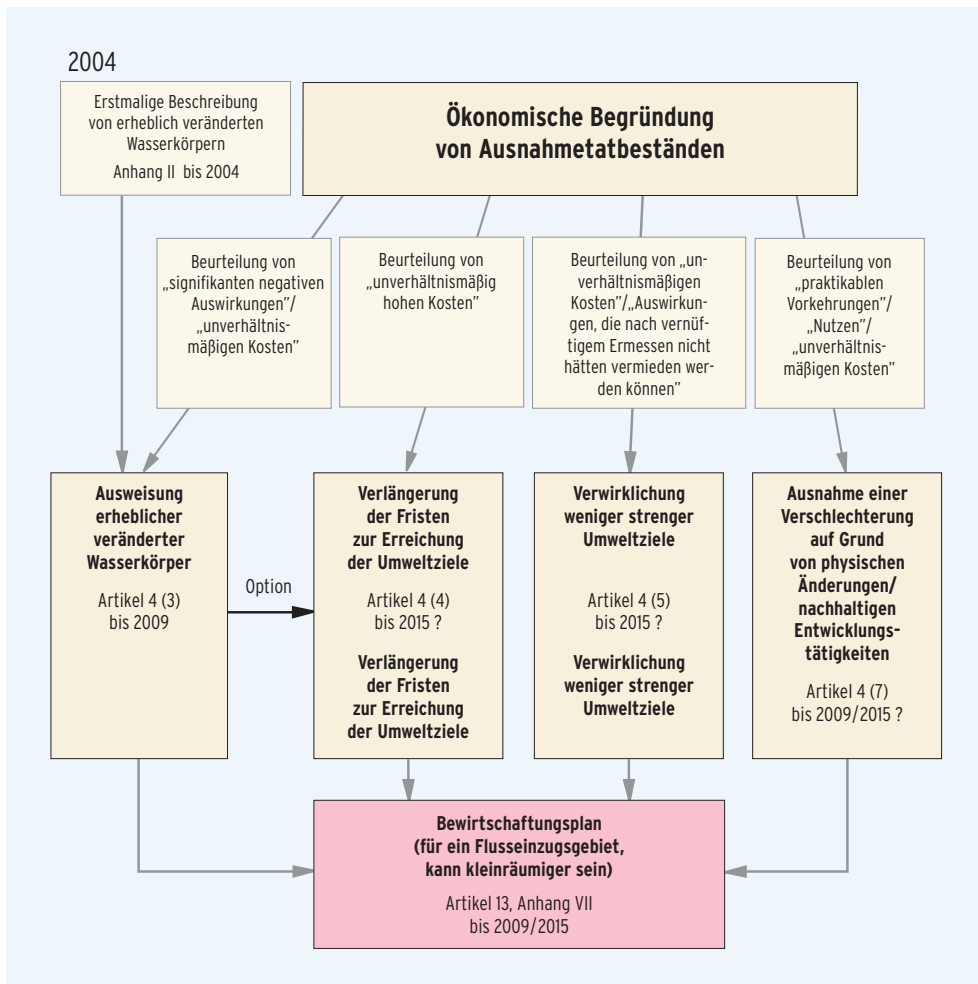 2004
Erstmalige Beschreibung
von erheblich veränderten
Wasserkörpern
Anhang II bis 2004
Ökonomische Begründung
von Ausnahmetatbeständen
Beurteilung von
„signifikanten negativen
Auswirkungen”/
„unverhältnis-
mäßigen Kosten”
Beurteilung von
„unverhältnismäßig
hohen Kosten”
Beurteilung von „un-
verhältnismäßigen
Kosten”/„Auswirkun-
gen, die nach vernüf-
tigem Ermessen nicht
hätten vermieden wer-
den können”
Beurteilung von
„praktikablen
Vorkehrungen”/
„Nutzen”/
„unverhältnis-
mäßigen Kosten”
Ausweisung
erheblicher
veränderter
Wasserkörper
Artikel 4 (3)
bis 2009
Option
Verlängerung
der Fristen
zur Erreichung
der Umweltziele
Artikel 4 (4)
bis 2015 ?
Verlängerung
der Fristen
zur Erreichung
der Umweltziele
Verwirklichung
weniger strenger
Umweltziele
Artikel 4 (5)
bis 2015 ?
Verwirklichung
weniger strenger
Umweltziele
Ausnahme einer
Verschlechterung
auf Grund
von physischen
Änderungen/
nachhaltigen
Entwicklungs-
tätigkeiten
Artikel 4 (7)
bis 2009/2015 ?
Bewirtschaftungsplan
(für ein Flusseinzugsgebiet,
kann kleinräumiger sein)
Artikel 13, Anhang VII
bis 2009/2015